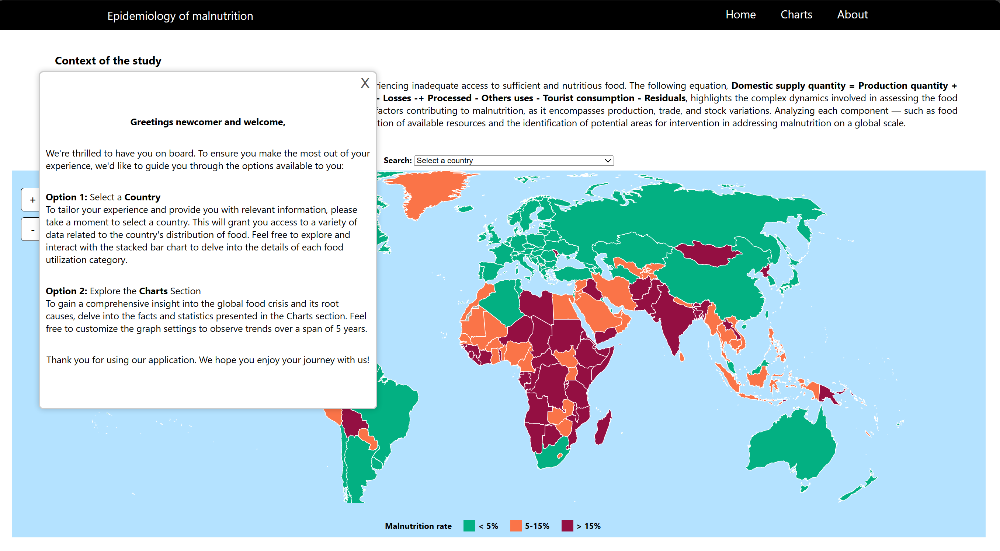 Epidemiology of malnutrition
Home
Charts
About
Context of the study
X
Greetings newcomer and welcome,
We're thrilled to have you on board. To ensure you make the most out of your
experience, we'd like to guide you through the options available to you:
Option 1: Select a Country
To tailor your experience and provide you with relevant information, please
take a moment to select a country. This will grant you access to a variety of
data related to the country's distribution of food. Feel free to explore and
interact with the stacked bar chart to delve into the details of each food
utilization category.
Option 2: Explore the Charts Section
To gain a comprehensive insight into the global food crisis and its root
causes, delve into the facts and statistics presented in the Charts section. Feel
free to customize the graph settings to observe trends over a span of 5 years.
Thank you for using our application. We hope you enjoy your journey with us!
riencing inadequate access to sufficient and nutritious food. The following equation, Domestic supply quantity = Production quantity +
- Losses -+ Processed - Others uses - Tourist consumption - Residuals, highlights the complex dynamics involved in assessing the food
factors contributing to malnutrition, as it encompasses production, trade, and stock variations. Analyzing each component — such as food
tion of available resources and the identification of potential areas for intervention in addressing malnutrition on a global scale.
Search: Select a country
+
-
Malnutrition rate < 5% 5-15% > 15%